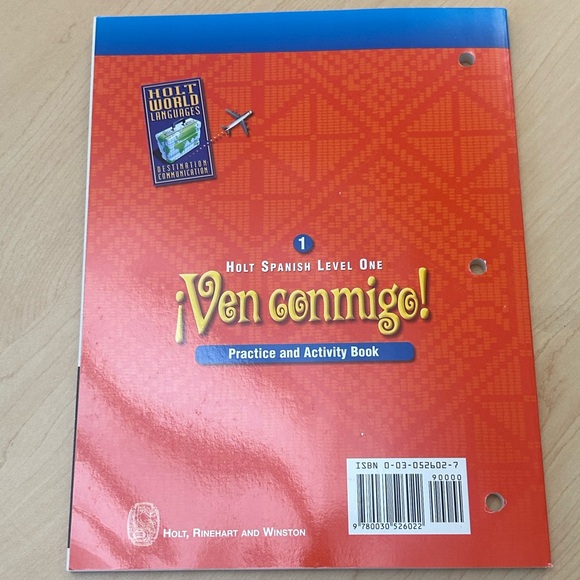 HOLT
WORLD
LANGUAGES
DESTINATION
COMMUNICATION
1
HOLT SPANISH LEVEL ONE
¡Ven conmigo!
Practice and Activity Book
ISBN 0-03-052602-7
90000
9 780030 526022
HOLT, RINEHART AND WINSTON